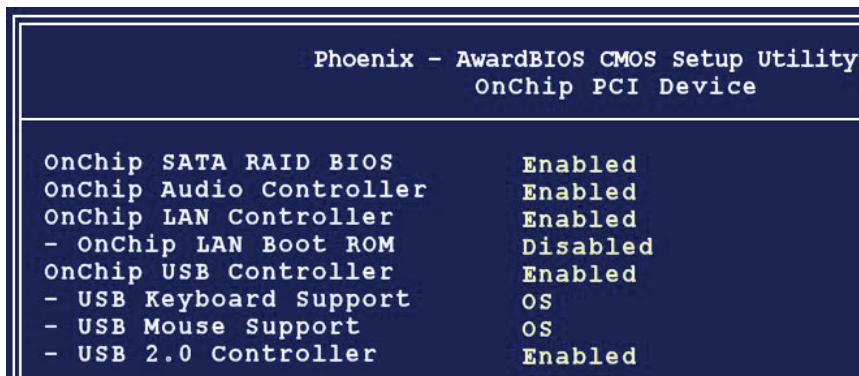 Phoenix - AwardBIOS CMOS Setup Utility
OnChip PCI Device
OnChip SATA RAID BIOS Enabled
OnChip Audio Controller Enabled
OnChip LAN Controller Enabled
- OnChip LAN Boot ROM Disabled
OnChip USB Controller Enabled
- USB Keyboard Support OS
- USB Mouse Support OS
- USB 2.0 Controller Enabled